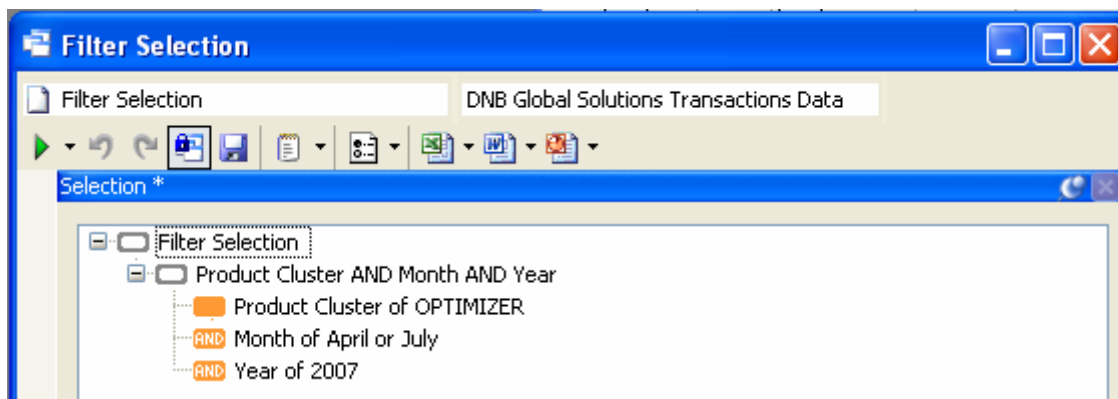 Filter Selection
Filter Selection
DNB Global Solutions Transactions Data
Selection *
Filter Selection
Product Cluster AND Month AND Year
Product Cluster of OPTIMIZER
AND Month of April or July
AND Year of 2007